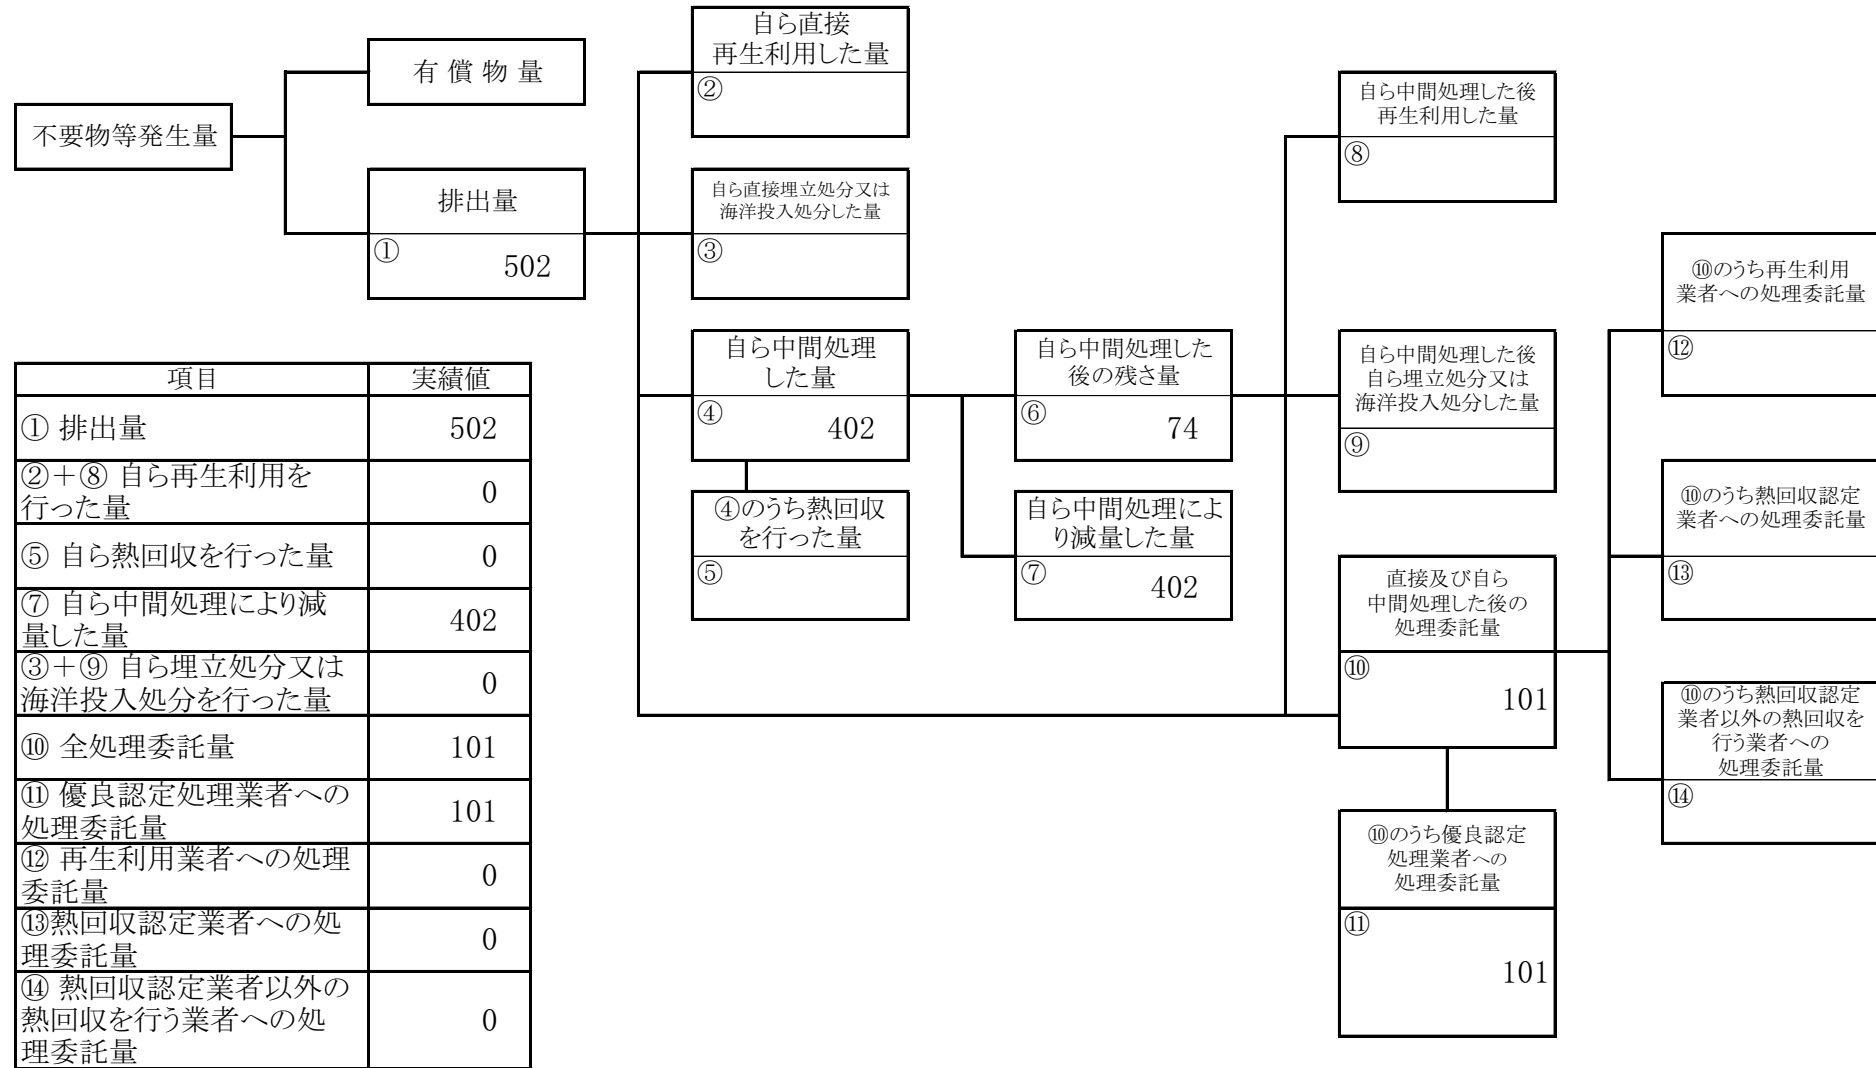 自ら直接
再生利用した量
②
有 償 物 量
不要物等発生量
排出量
① 502
自ら直接埋立処分又は
海洋投入処分した量
③
自ら中間処理
した量
④ 402
④のうち熱回収
を行った量
⑤
自ら中間処理した
後の残さ量
⑥ 74
自ら中間処理によ
り減量した量
⑦ 402
自ら中間処理した後
再生利用した量
⑧
自ら中間処理した後
自ら埋立処分又は
海洋投入処分した量
⑨
直接及び自ら
中間処理した後の
処理委託量
⑩
101
⑩のうち優良認定
処理業者への
処理委託量
⑪
101
⑩のうち再生利用
業者への処理委託量
⑫
⑩のうち熱回収認定
業者への処理委託量
⑬
⑩のうち熱回収認定
業者以外の熱回収を
行う業者への
処理委託量
⑭
項目 実績値
① 排出量 502
②+⑧ 自ら再生利用を
行った量 0
⑤ 自ら熱回収を行った量 0
⑦ 自ら中間処理により減
量した量 402
③+⑨ 自ら埋立処分又は
海洋投入処分を行った量 0
⑩ 全処理委託量 101
⑪ 優良認定処理業者への
処理委託量 101
⑫ 再生利用業者への処理
委託量 0
⑬熱回収認定業者への処
理委託量 0
⑭ 熱回収認定業者以外の
熱回収を行う業者への処
理委託量 0